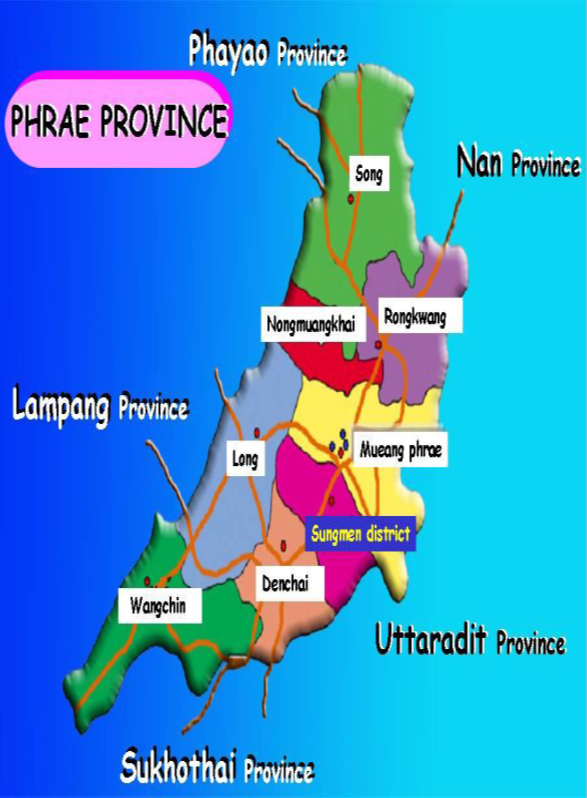 Phayao Province
PHRAE PROVINCE
Nan Province
Song
Nongmuangkhai
Rongkwang
Lampang Province
Long
Mueang phrae
Sungmen district
Denchai
Wangchin
Uttaradit Province
Sukhothai Province